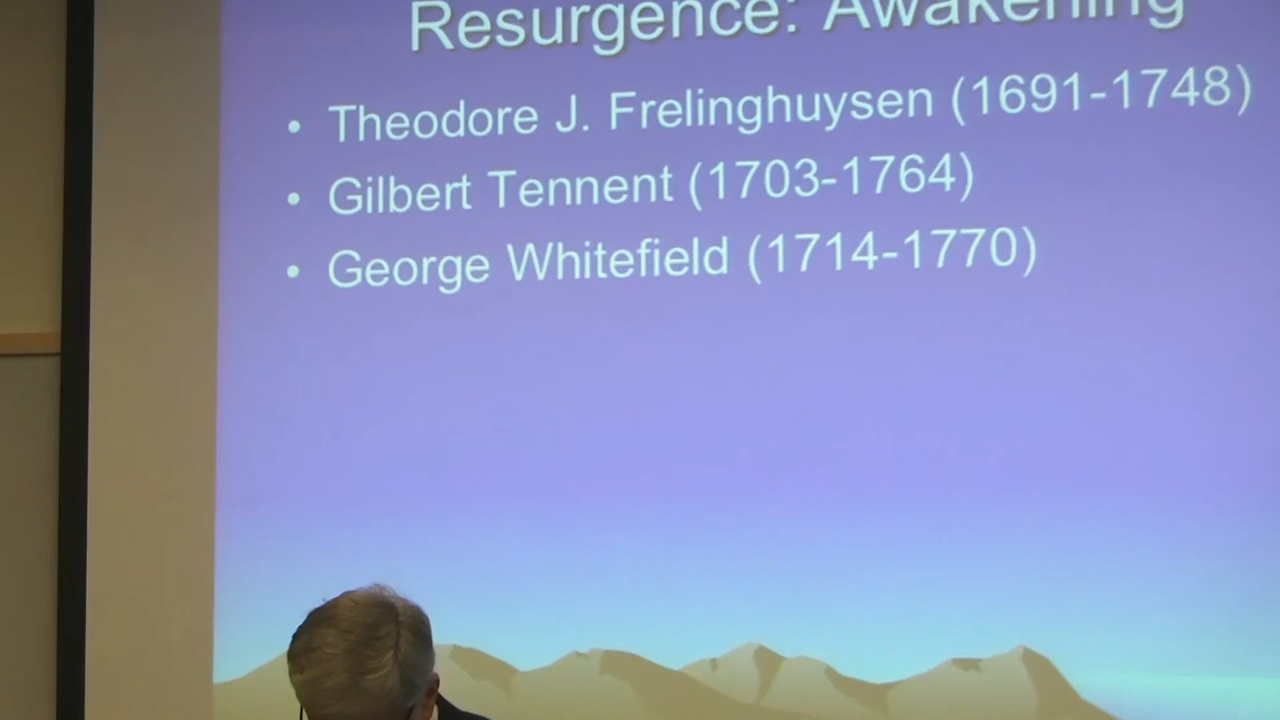 Resurgence: Awakening
• Theodore J. Frelinghuysen (1691-1748)
• Gilbert Tennent (1703-1764)
• George Whitefield (1714-1770)